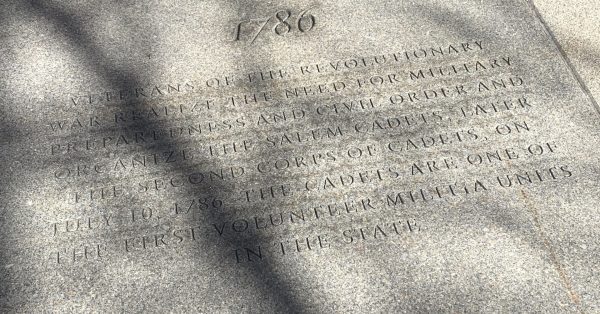 1786
VETERANS OF THE REVOLUTIONARY
WAR REALIZE THE NEED FOR MILITARY
PREPAREDNESS AND CIVIL ORDER AND
ORGANIZE THE SALEM CADETS, LATER
THE SECOND CORPS OF CADETS, ON
JULY 10, 1786. THE CADETS ARE ONE OF
THE FIRST VOLUNTEER MILITIA UNITS
IN THE STATE